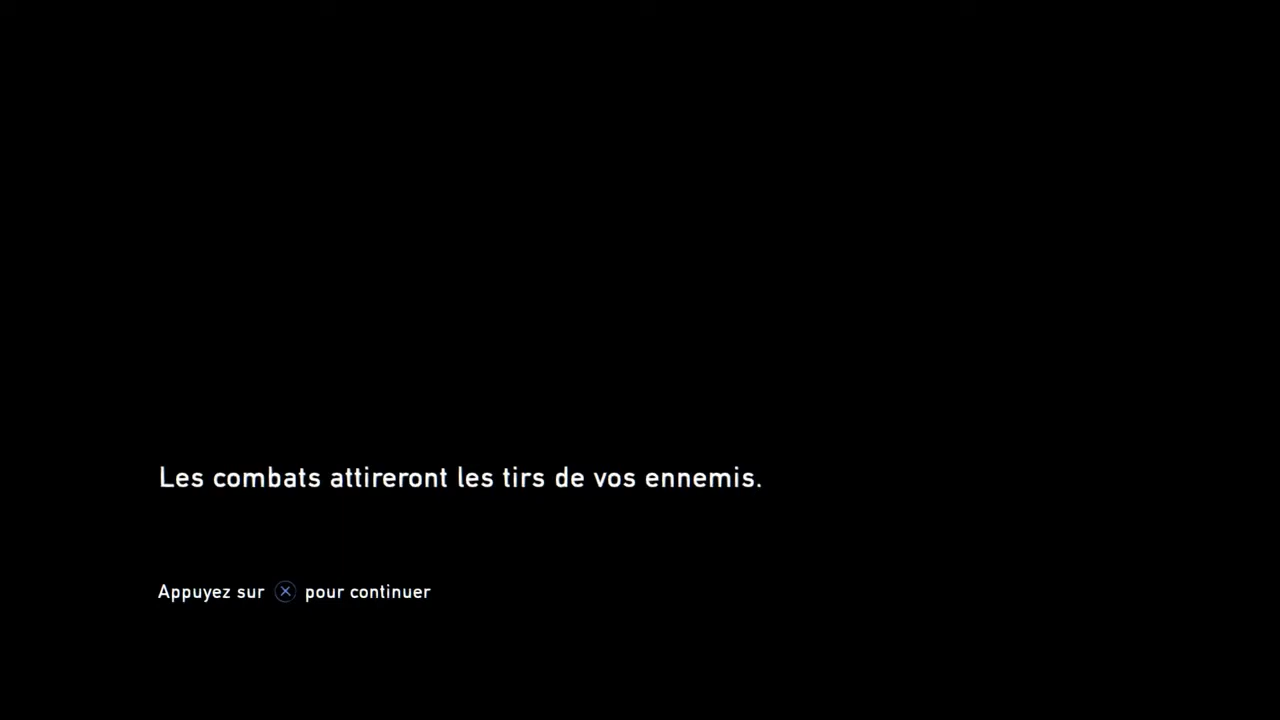 Les combats attireront les tirs de vos ennemis.
Appuyez sur ⓧ pour continuer